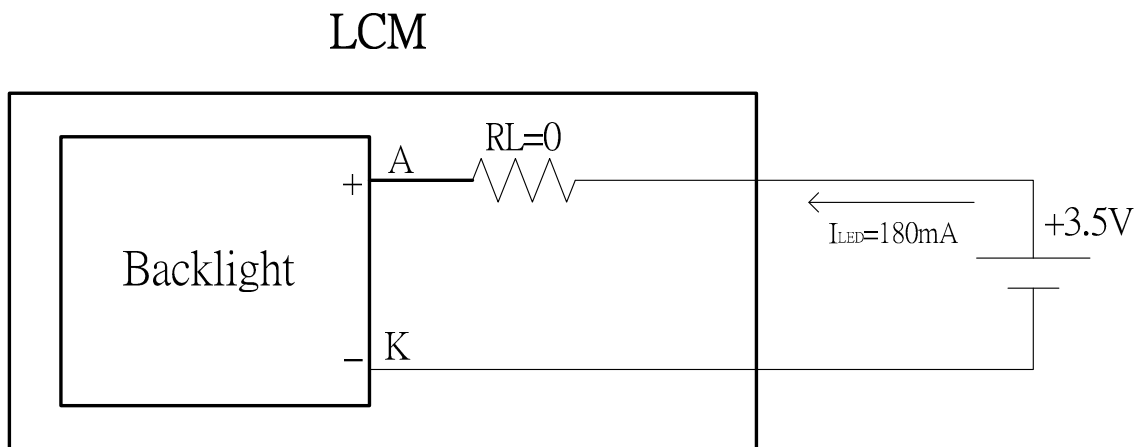 LCM
RL=0
A
+
+3.5V
ILED=180mA
Backlight
K
−